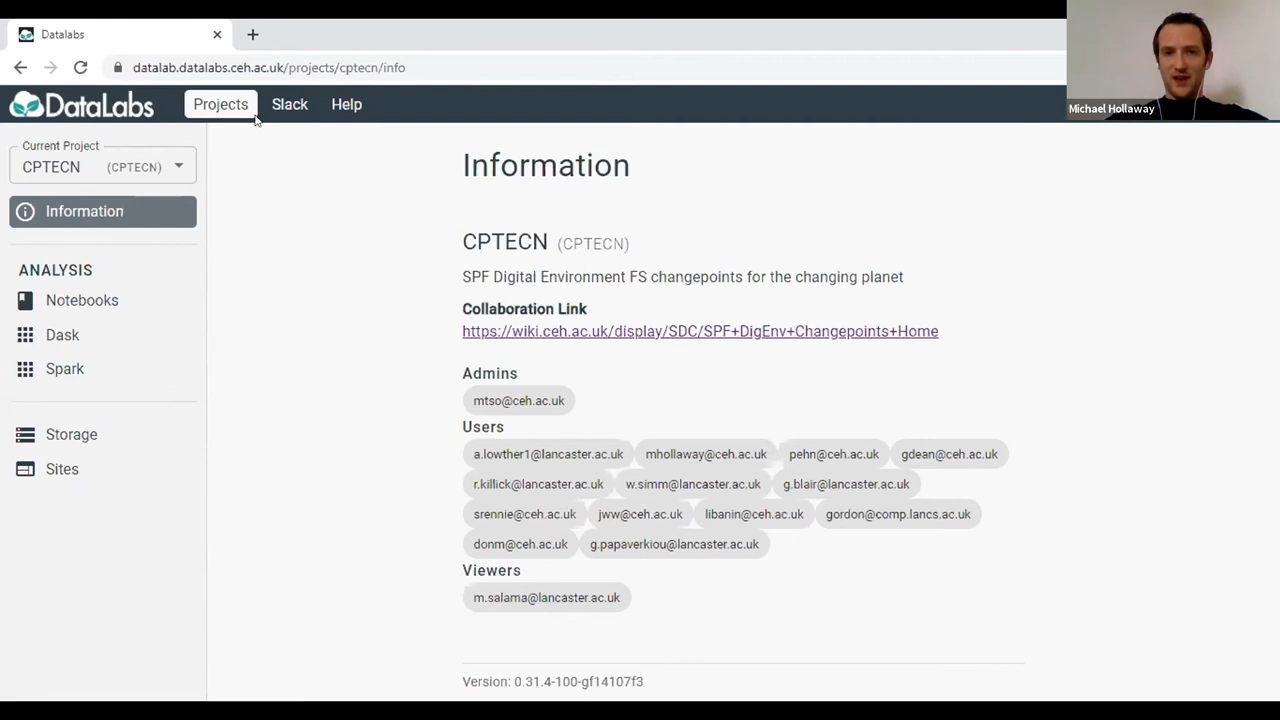 Datalabs
datalab.datalabs.ceh.ac.uk/projects/cptecn/info
DataLabs Projects Slack Help
Michael Hollaway
Current Project
CPTECN (CPTECN)
Information
ANALYSIS
Notebooks
Dask
Spark
Storage
Sites
Information
CPTECN (CPTECN)
SPF Digital Environment FS changepoints for the changing planet
Collaboration Link
https://wiki.ceh.ac.uk/display/SDC/SPF+DigEnv+Changepoints+Home
Admins
mtso@ceh.ac.uk
Users
a.lowther1@lancaster.ac.uk mhollaway@ceh.ac.uk pehn@ceh.ac.uk gdean@ceh.ac.uk
r.killick@lancaster.ac.uk w.simm@lancaster.ac.uk g.blair@lancaster.ac.uk
srennie@ceh.ac.uk jww@ceh.ac.uk libanin@ceh.ac.uk gordon@comp.lancs.ac.uk
donm@ceh.ac.uk g.papaverkiou@lancaster.ac.uk
Viewers
m.salama@lancaster.ac.uk
Version: 0.31.4-100-gf14107f3